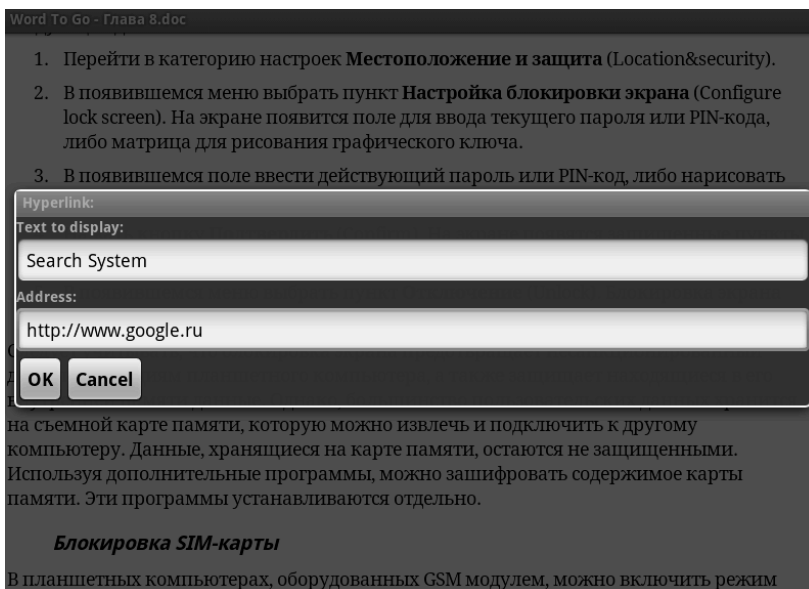 Word To Go - Глава 8.doc
1. Перейти в категорию настроек Местоположение и защита (Location&security).
2. В появившемся меню выбрать пункт Настройка блокировки экрана (Configure
lock screen). На экране появится поле для ввода текущего пароля или PIN-кода,
либо матрица для рисования графического ключа.
3. В появившемся поле ввести действующий пароль или PIN-код, либо нарисовать
Hyperlink:
Text to display:
Search System
Address:
http://www.google.ru
OK Cancel
на съемной карте памяти, которую можно извлечь и подключить к другому
компьютеру. Данные, хранящиеся на карте памяти, остаются не защищенными.
Используя дополнительные программы, можно зашифровать содержимое карты
памяти. Эти программы устанавливаются отдельно.
Блокировка SIM-карты
В планшетных компьютерах, оборудованных GSM модулем, можно включить режим